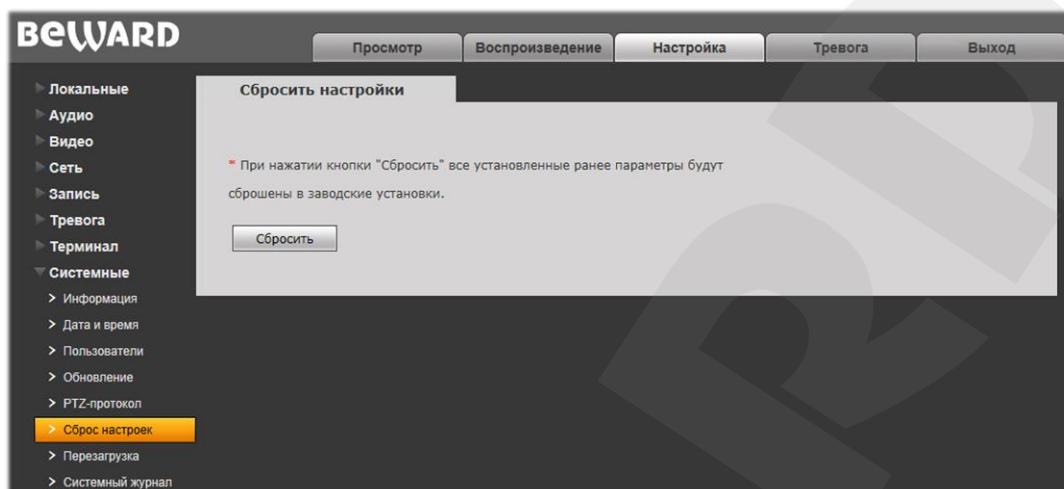 BEWARD
Просмотр
Воспроизведение
Настройка
Тревога
Выход
Локальные
Аудио
Видео
Сеть
Запись
Тревога
Терминал
Системные
Информация
Дата и время
Пользователи
Обновление
PTZ-протокол
Сброс настроек
Перезагрузка
Системный журнал
Сбросить настройки
* При нажатии кнопки "Сбросить" все установленные ранее параметры будут
сброшены в заводские установки.
Сбросить